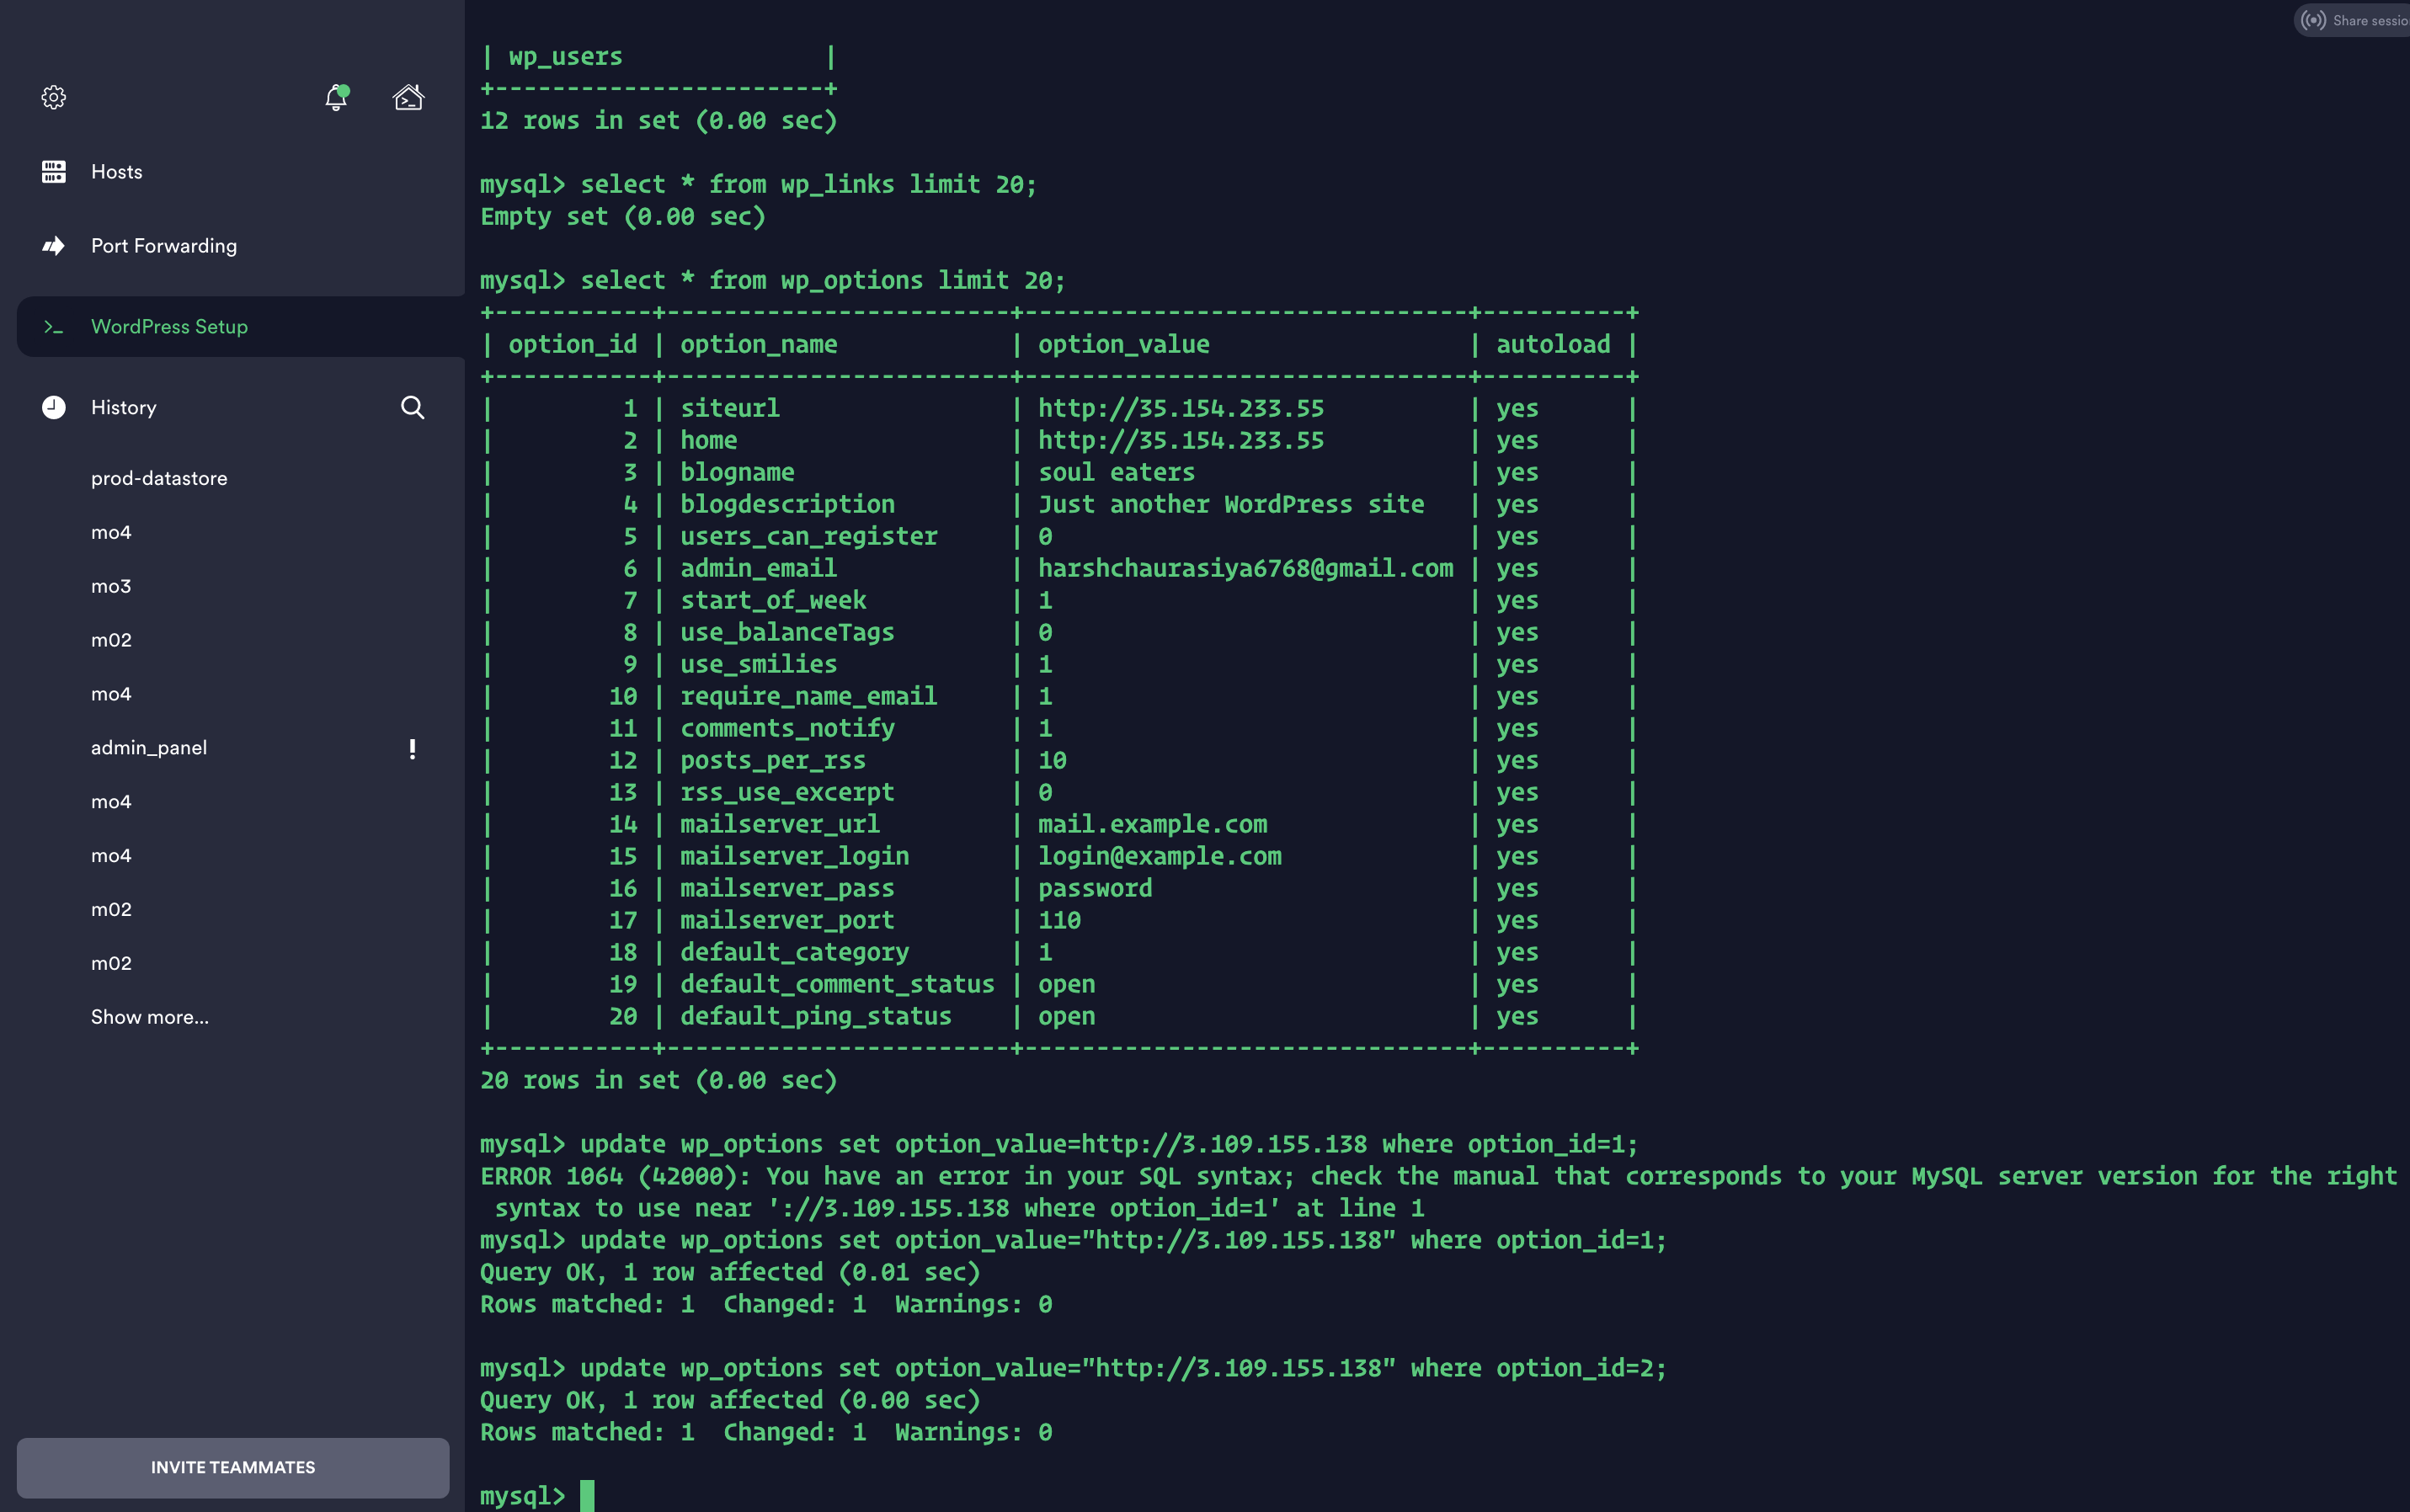 Share sessio
Hosts
Port Forwarding
WordPress Setup
History
prod-datastore
mo4
mo3
m02
mo4
admin_panel
mo4
mo4
m02
m02
Show more...
INVITE TEAMMATES
| wp_users              |
+-----------------------+
12 rows in set (0.00 sec)
mysql> select * from wp_links limit 20;
Empty set (0.00 sec)
mysql> select * from wp_options limit 20;
+-----------+------------------------+-------------------------------+----------+
| option_id | option_name            | option_value                  | autoload |
+-----------+------------------------+-------------------------------+----------+
|         1 | siteurl                | http://35.154.233.55          | yes      |
|         2 | home                   | http://35.154.233.55          | yes      |
|         3 | blogname               | soul eaters                   | yes      |
|         4 | blogdescription        | Just another WordPress site   | yes      |
|         5 | users_can_register     | 0                             | yes      |
|         6 | admin_email            | harshchaurasiya6768@gmail.com | yes      |
|         7 | start_of_week          | 1                             | yes      |
|         8 | use_balanceTags        | 0                             | yes      |
|         9 | use_smilies            | 1                             | yes      |
|        10 | require_name_email     | 1                             | yes      |
|        11 | comments_notify        | 1                             | yes      |
|        12 | posts_per_rss          | 10                            | yes      |
|        13 | rss_use_excerpt        | 0                             | yes      |
|        14 | mailserver_url         | mail.example.com              | yes      |
|        15 | mailserver_login       | login@example.com             | yes      |
|        16 | mailserver_pass        | password                      | yes      |
|        17 | mailserver_port        | 110                           | yes      |
|        18 | default_category       | 1                             | yes      |
|        19 | default_comment_status | open                          | yes      |
|        20 | default_ping_status    | open                          | yes      |
+-----------+------------------------+-------------------------------+----------+
20 rows in set (0.00 sec)
mysql> update wp_options set option_value=http://3.109.155.138 where option_id=1;
ERROR 1064 (42000): You have an error in your SQL syntax; check the manual that corresponds to your MySQL server version for the right
 syntax to use near '://3.109.155.138 where option_id=1' at line 1
mysql> update wp_options set option_value="http://3.109.155.138" where option_id=1;
Query OK, 1 row affected (0.01 sec)
Rows matched: 1  Changed: 1  Warnings: 0
mysql> update wp_options set option_value="http://3.109.155.138" where option_id=2;
Query OK, 1 row affected (0.00 sec)
Rows matched: 1  Changed: 1  Warnings: 0
mysql>